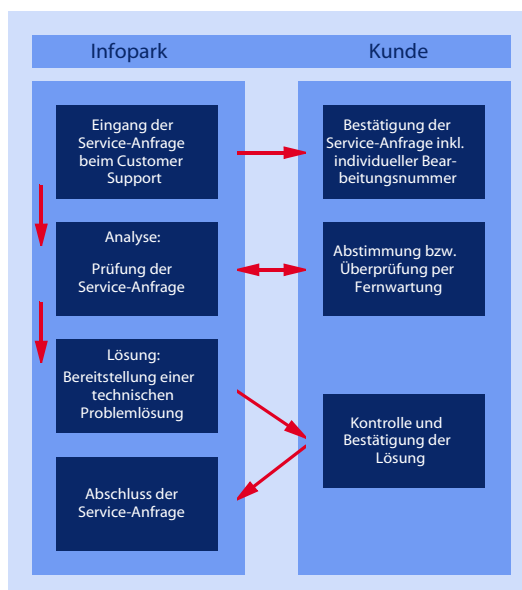 Infopark
Kunde
Eingang der
Service-Anfrage
beim Customer
Support
Bestätigung der
Service-Anfrage inkl.
individueller Bear-
beitungsnummer
Analyse:
Prüfung der
Service-Anfrage
Abstimmung bzw.
Überprüfung per
Fernwartung
Lösung:
Bereitstellung einer
technischen
Problemlösung
Kontrolle und
Bestätigung der
Lösung
Abschluss der
Service-Anfrage